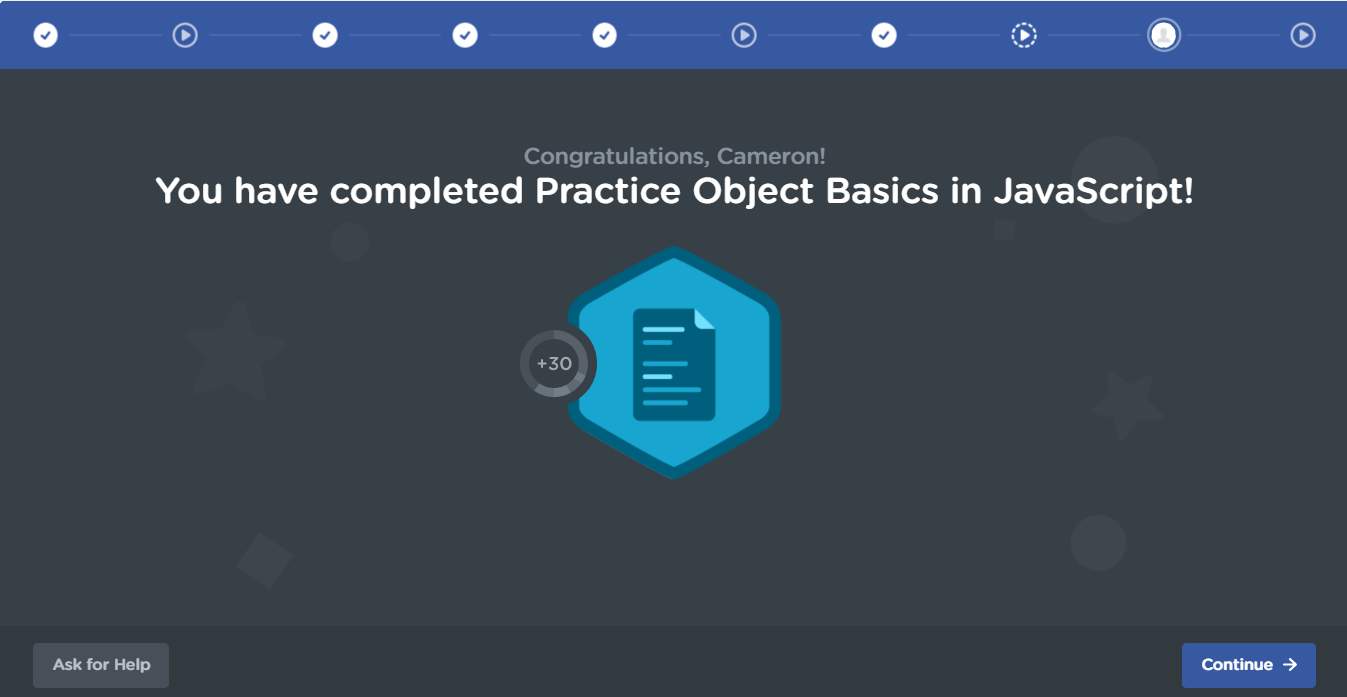 Congratulations, Cameron!
You have completed Practice Object Basics in JavaScript!
+30
Ask for Help
Continue →